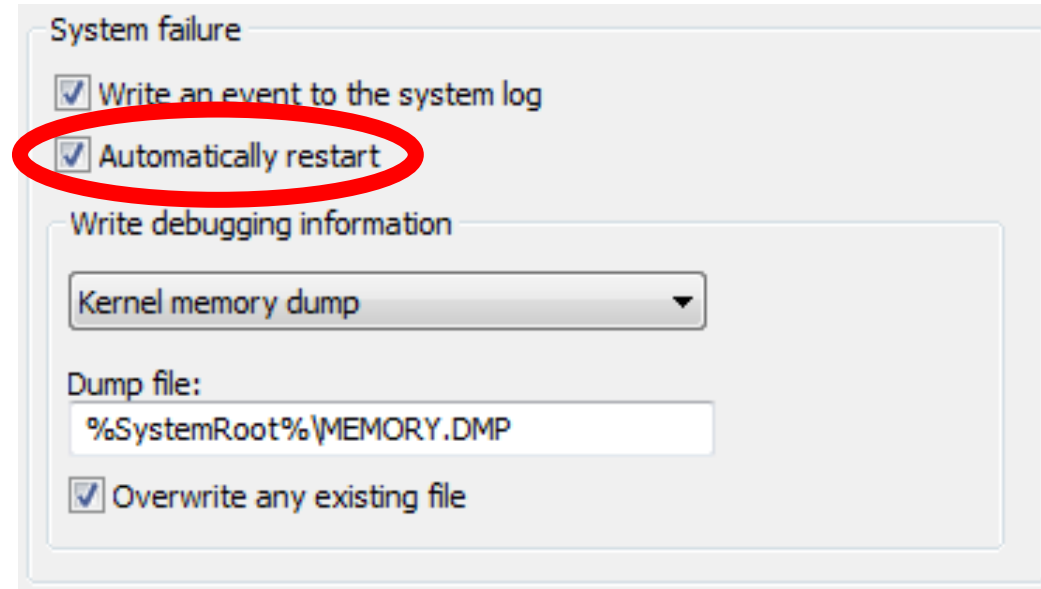 System failure
Write an event to the system log
Automatically restart
Write debugging information
Kernel memory dump
Dump file:
%SystemRoot%\MEMORY.DMP
Overwrite any existing file